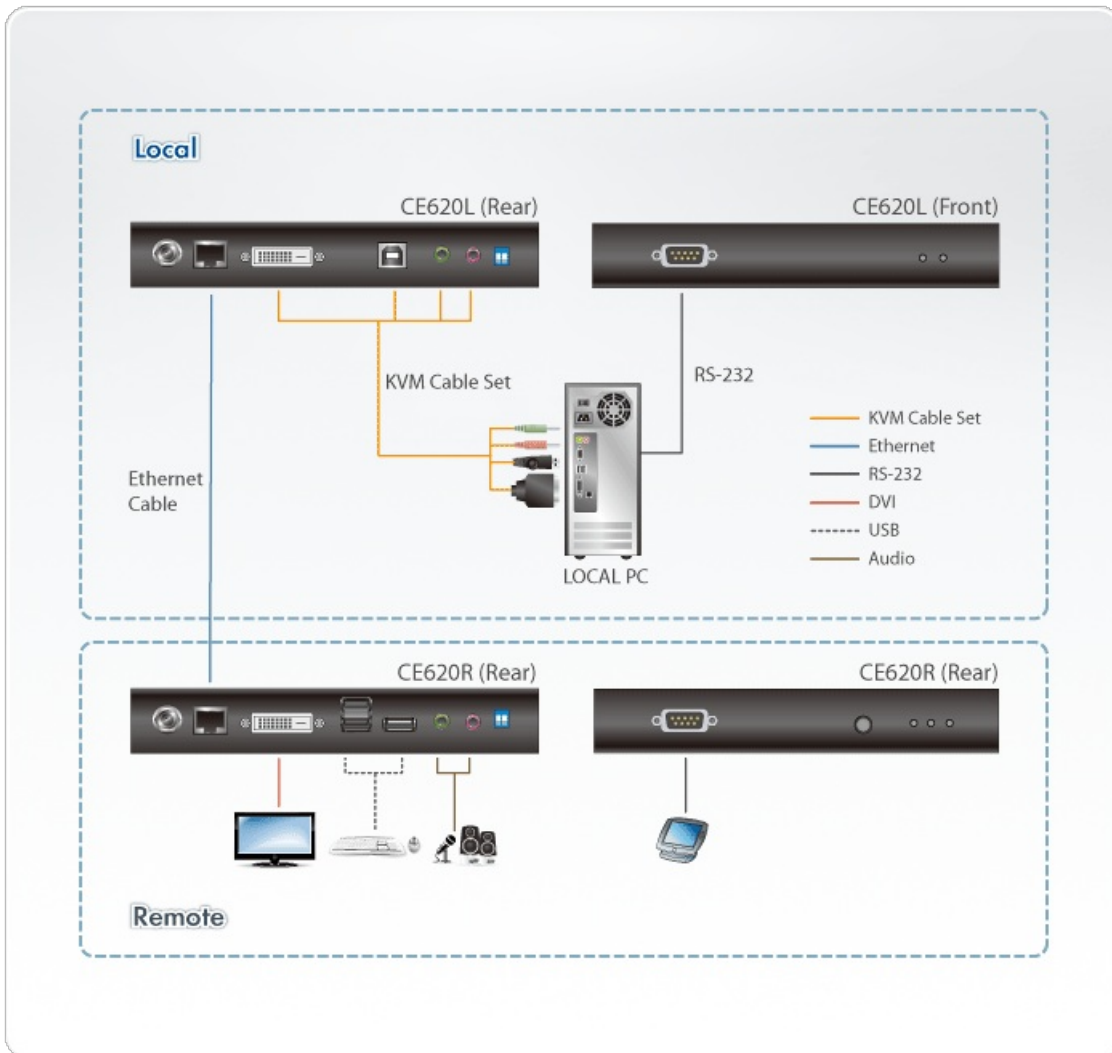 Local
CE620L (Rear)
CE620L (Front)
KVM Cable Set
RS-232
Ethernet
Cable
LOCAL PC
KVM Cable Set
Ethernet
RS-232
DVI
USB
Audio
CE620R (Rear)
CE620R (Rear)
Remote